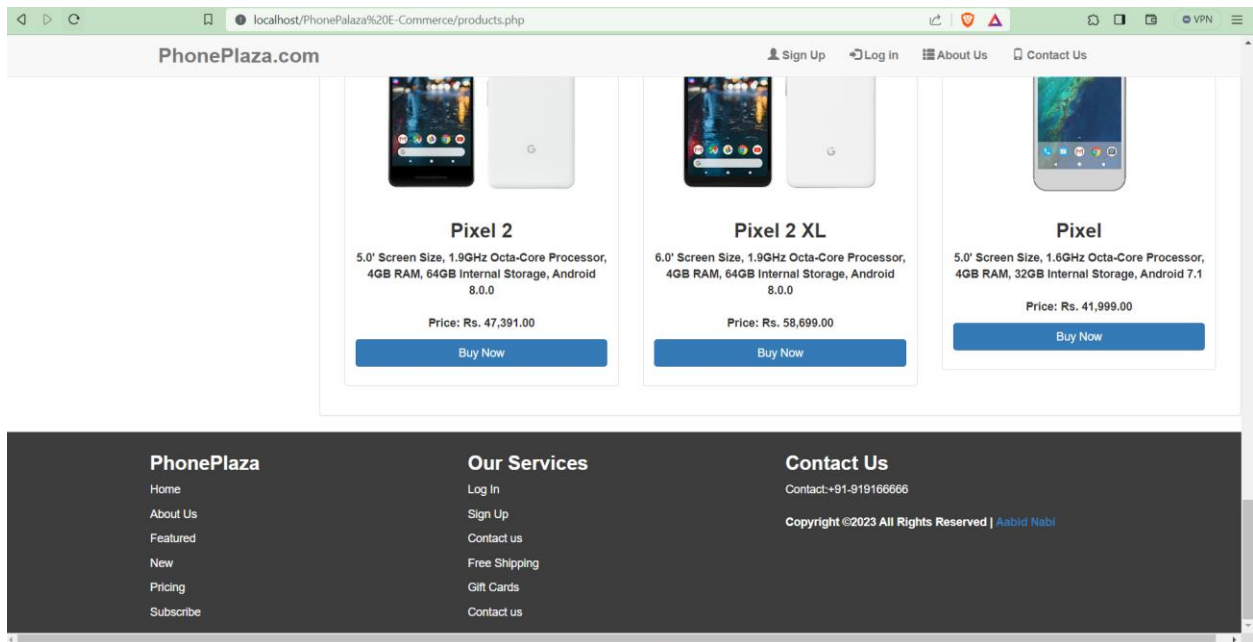 localhost/PhonePalaza%20E-Commerce/products.php
VPN
PhonePlaza.com
Sign Up
Log in
About Us
Contact Us
G
G
G
G
Pixel 2
5.0' Screen Size, 1.9GHz Octa-Core Processor,
4GB RAM, 64GB Internal Storage, Android
8.0.0
Price: Rs. 47,391.00
Buy Now
Pixel 2 XL
6.0' Screen Size, 1.9GHz Octa-Core Processor,
4GB RAM, 64GB Internal Storage, Android
8.0.0
Price: Rs. 58,699.00
Buy Now
Pixel
5.0' Screen Size, 1.6GHz Octa-Core Processor,
4GB RAM, 32GB Internal Storage, Android 7.1
Price: Rs. 41,999.00
Buy Now
PhonePlaza
Home
About Us
Featured
New
Pricing
Subscribe
Our Services
Log In
Sign Up
Contact us
Free Shipping
Gift Cards
Contact us
Contact Us
Contact:+91-919166666
Copyright ©2023 All Rights Reserved | Aabid Nabi